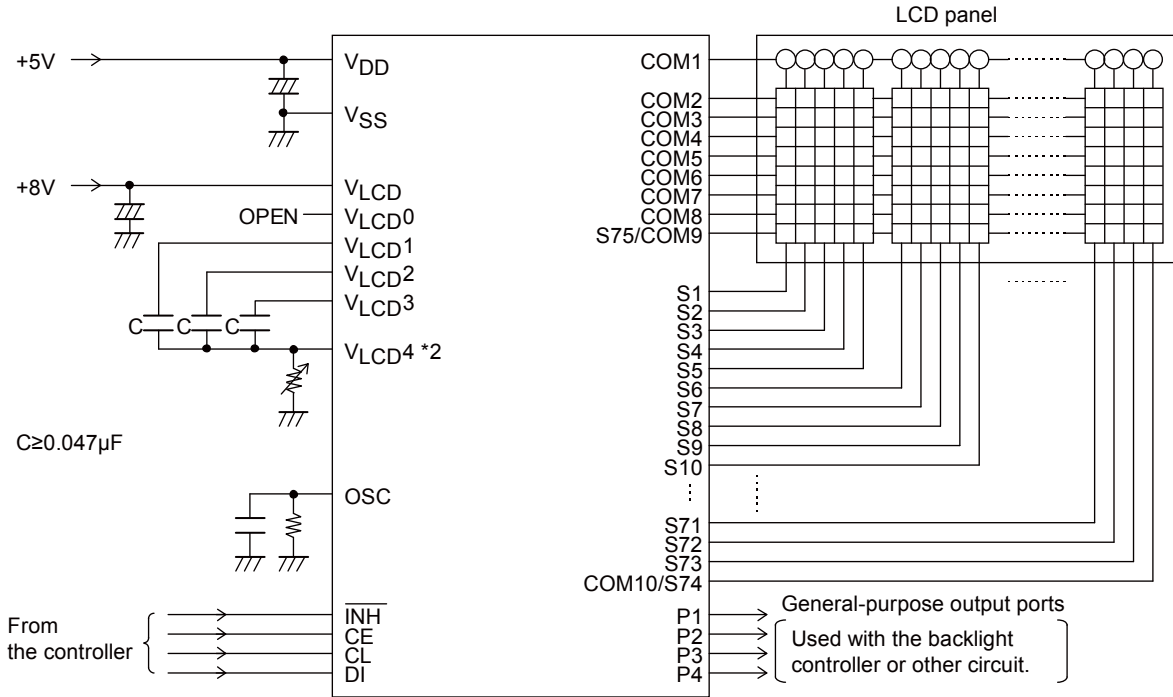 LCD panel
+5V
VDD
VSS
+8V
VLCD
OPEN
VLCD0
VLCD1
VLCD2
VLCD3
C
C
C
VLCD4 *2
C≥0.047µF
OSC
From
the controller
INH
CE
CL
DI
COM1
COM2
COM3
COM4
COM5
COM6
COM7
COM8
S75/COM9
S1
S2
S3
S4
S5
S6
S7
S8
S9
S10
S71
S72
S73
COM10/S74
P1
P2
P3
P4
General-purpose output ports
Used with the backlight
controller or other circuit.